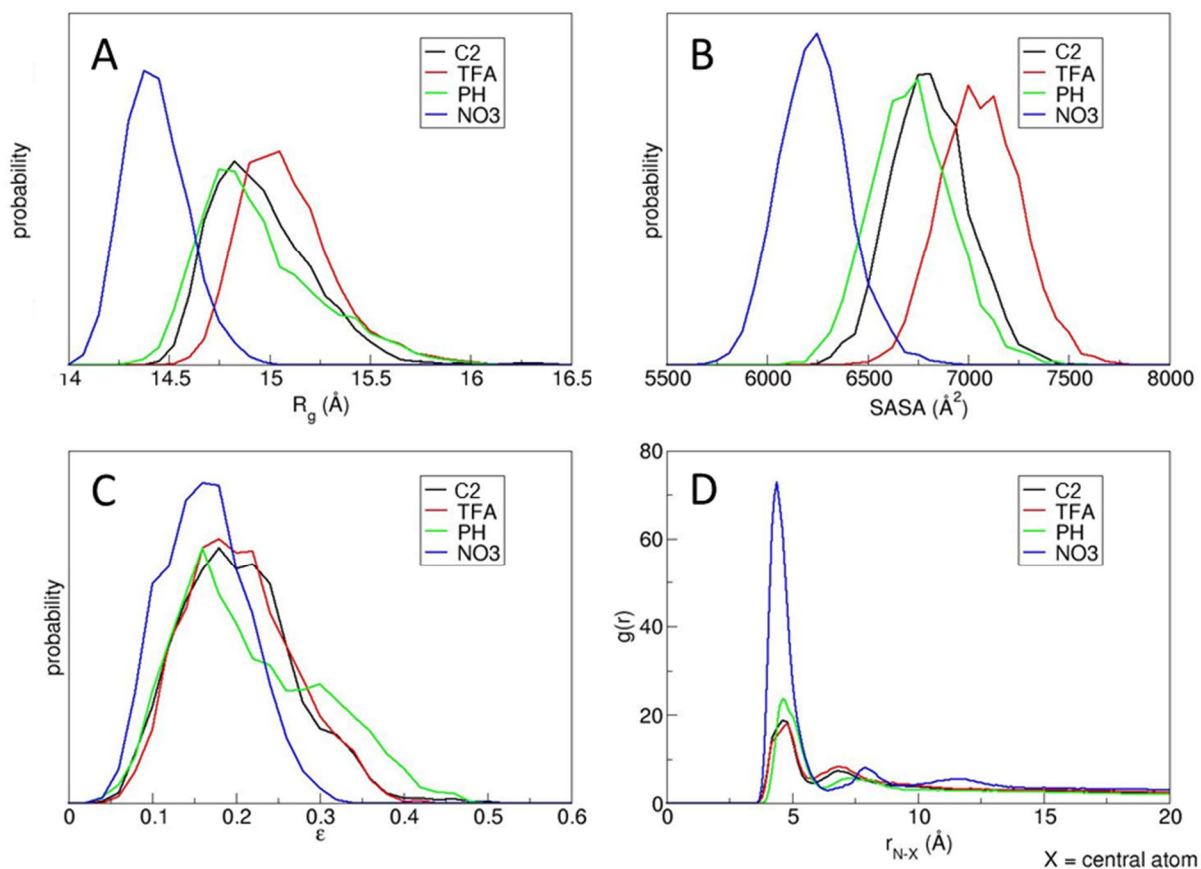 A
C2
TFA
PH
NO3
probability
14 14.5 15 15.5 16 16.5
Rg (Å)
B
C2
TFA
PH
NO3
probability
5500 6000 6500 7000 7500 8000
SASA (Å²)
C
C2
TFA
PH
NO3
probability
0 0.1 0.2 0.3 0.4 0.5 0.6
ε
D
C2
TFA
PH
NO3
g(r)
80
60
40
20
0
0 5 10 15 20
rN-X (Å)
X = central atom